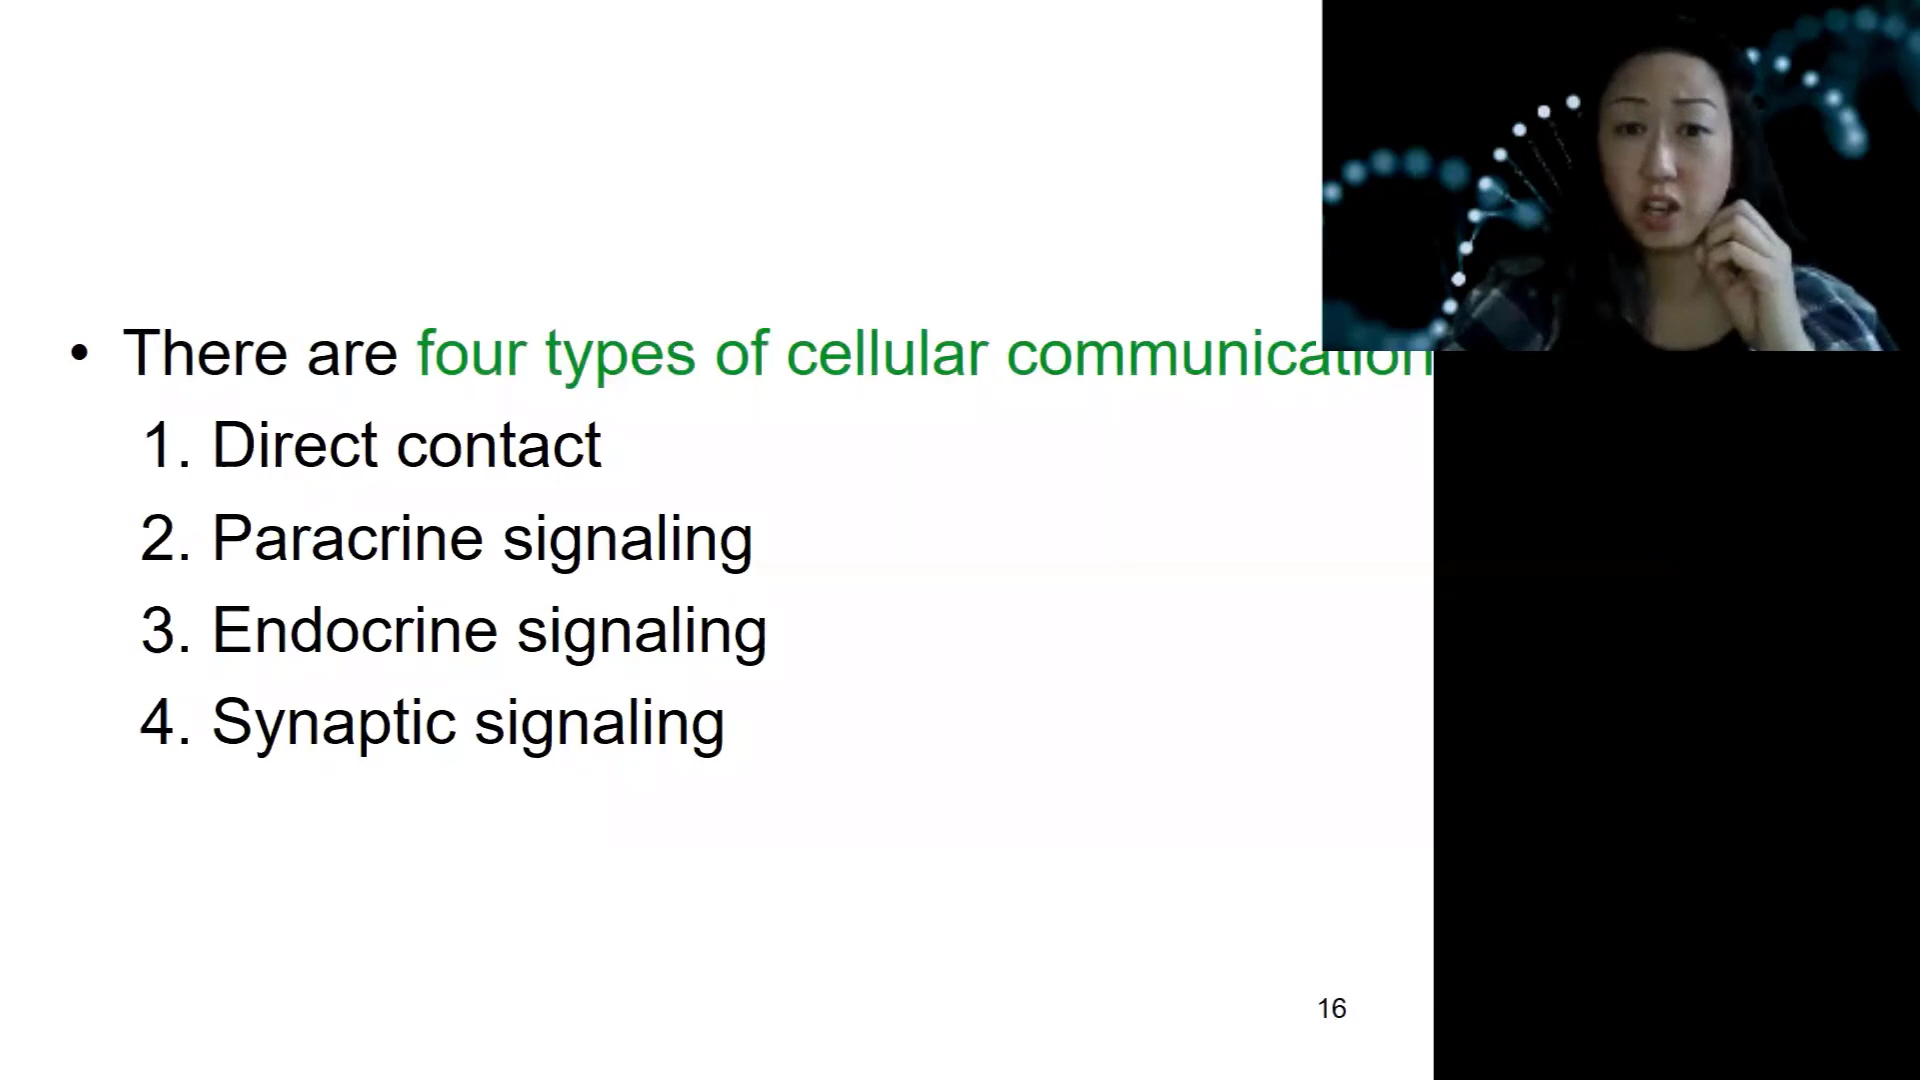 • There are four types of cellular communication
1. Direct contact
2. Paracrine signaling
3. Endocrine signaling
4. Synaptic signaling
16